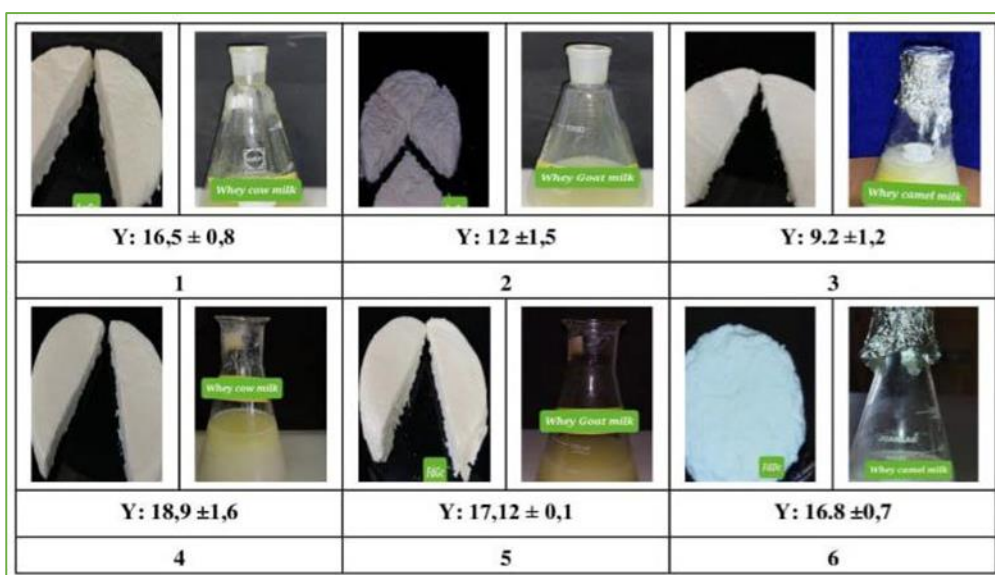 Whey cow milk
Whey Goat milk
Whey camel milk
Y: 16,5 ± 0,8
Y: 12 ±1,5
Y: 9.2 ±1,2
1
2
3
Whey cow milk
Whey Goat milk
Whey camel milk
Y: 18,9 ±1,6
Y: 17,12 ± 0,1
Y: 16.8 ±0,7
4
5
6